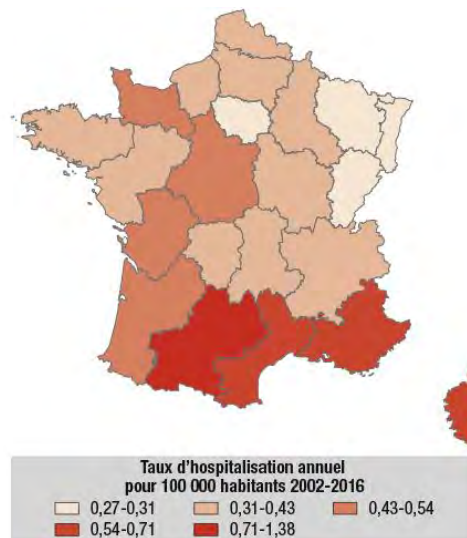 Taux d'hospitalisation annuel
pour 100 000 habitants 2002-2016
0,27-0,31 0,31-0,43 0,43-0,54
0,54-0,71 0,71-1,38